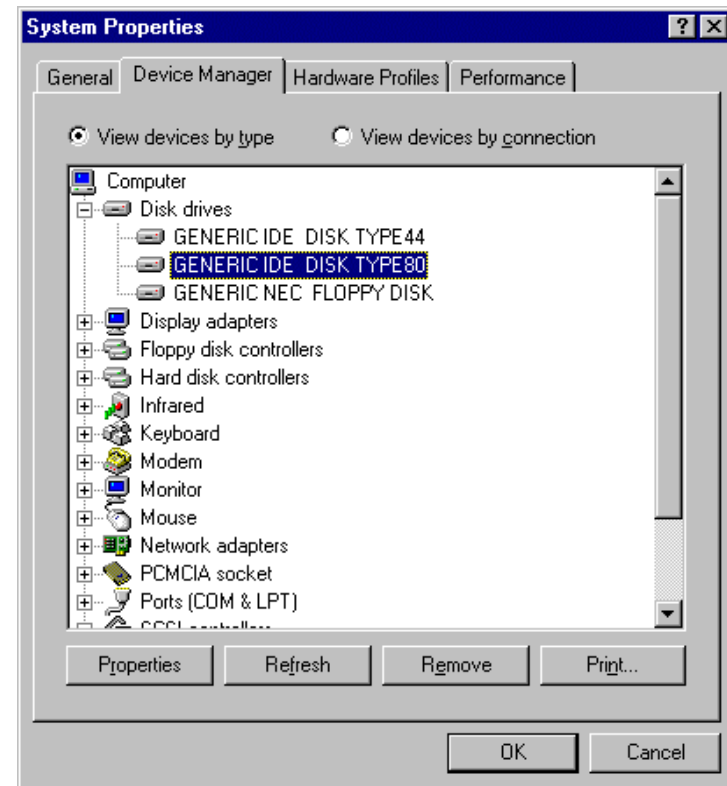 System Properties
General Device Manager Hardware Profiles Performance
View devices by type View devices by connection
Computer
Disk drives
GENERIC IDE DISK TYPE44
GENERIC IDE DISK TYPE80
GENERIC NEC FLOPPY DISK
Display adapters
Floppy disk controllers
Hard disk controllers
Infrared
Keyboard
Modem
Monitor
Mouse
Network adapters
PCMCIA socket
Ports (COM & LPT)
Properties Refresh Remove Print...
OK Cancel